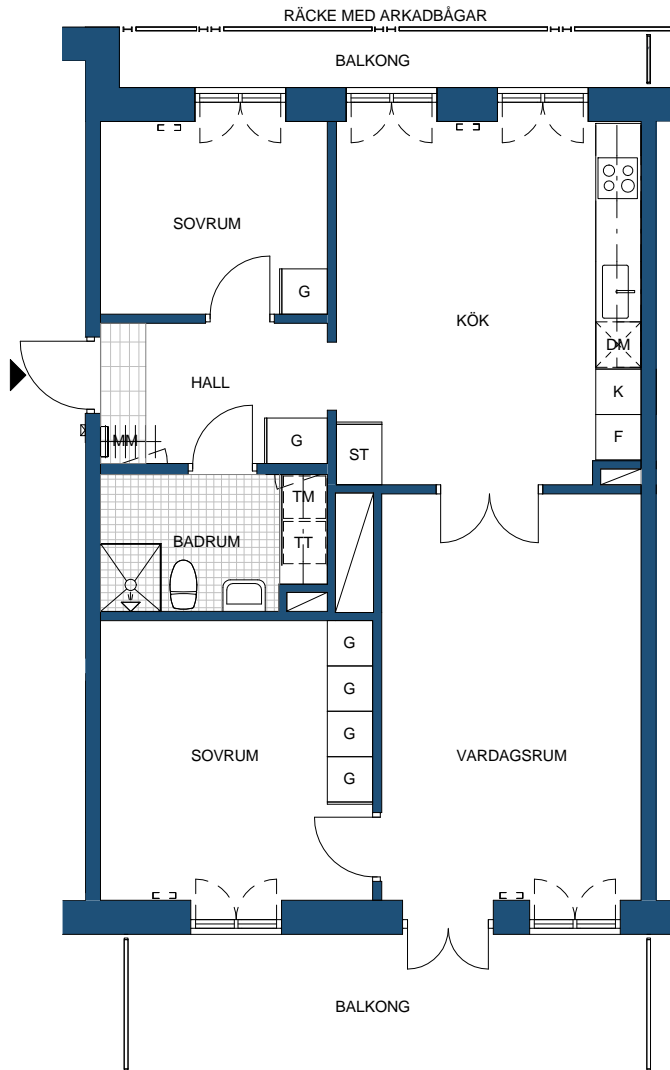 RÄCKE MED ARKADBÅGAR
BALKONG
SOVRUM
G
KÖK
DM
HALL
K
MM
G
F
ST
TM
BADRUM
TT
G
G
SOVRUM
VARDAGSRUM
G
G
BALKONG